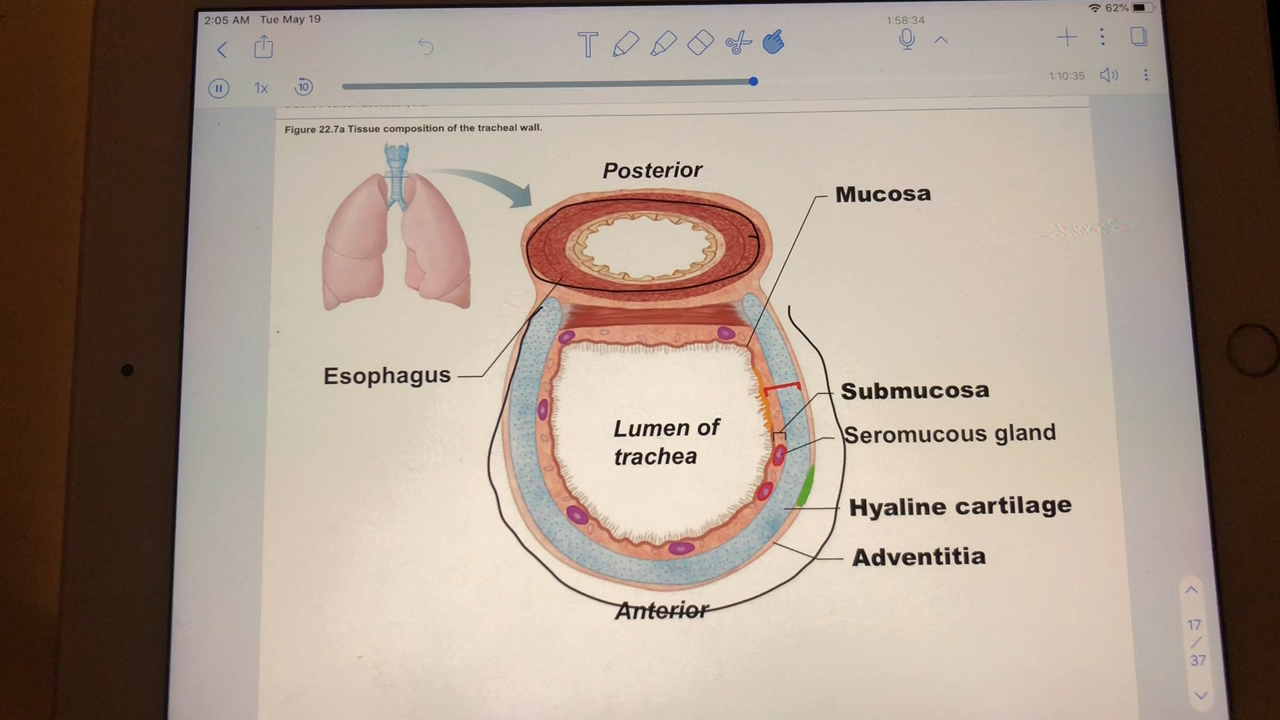 2:05 AM Tue May 19
62%
1:58:34
T
1x
10
1:10:35
Figure 22.7a Tissue composition of the tracheal wall.
Posterior
Mucosa
Esophagus
Submucosa
Lumen of
trachea
Seromucous gland
Hyaline cartilage
Adventitia
Anterior
17
/
37